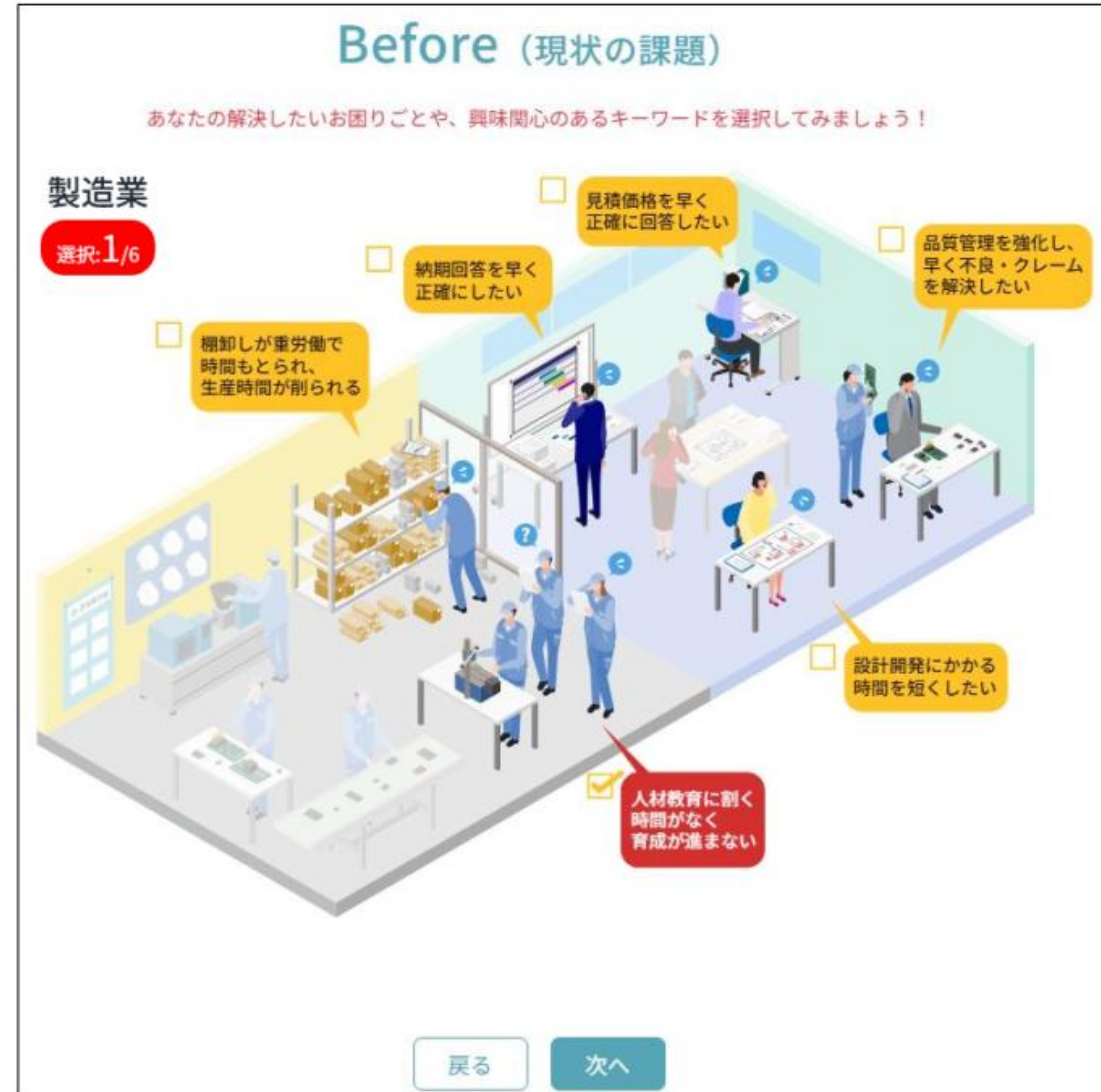 Before（現状の課題）
あなたの解決したいお困りごとや、興味関心のあるキーワードを選択してみましょう！
製造業
選択:1/6
見積価格を早く
正確に回答したい
納期回答を早く
正確にしたい
品質管理を強化し、
早く不良・クレーム
を解決したい
棚卸しが重労働で
時間もとられ、
生産時間が削られる
?
設計開発にかかる
時間を短くしたい
人材教育に割く
時間がなく
育成が進まない
戻る
次へ